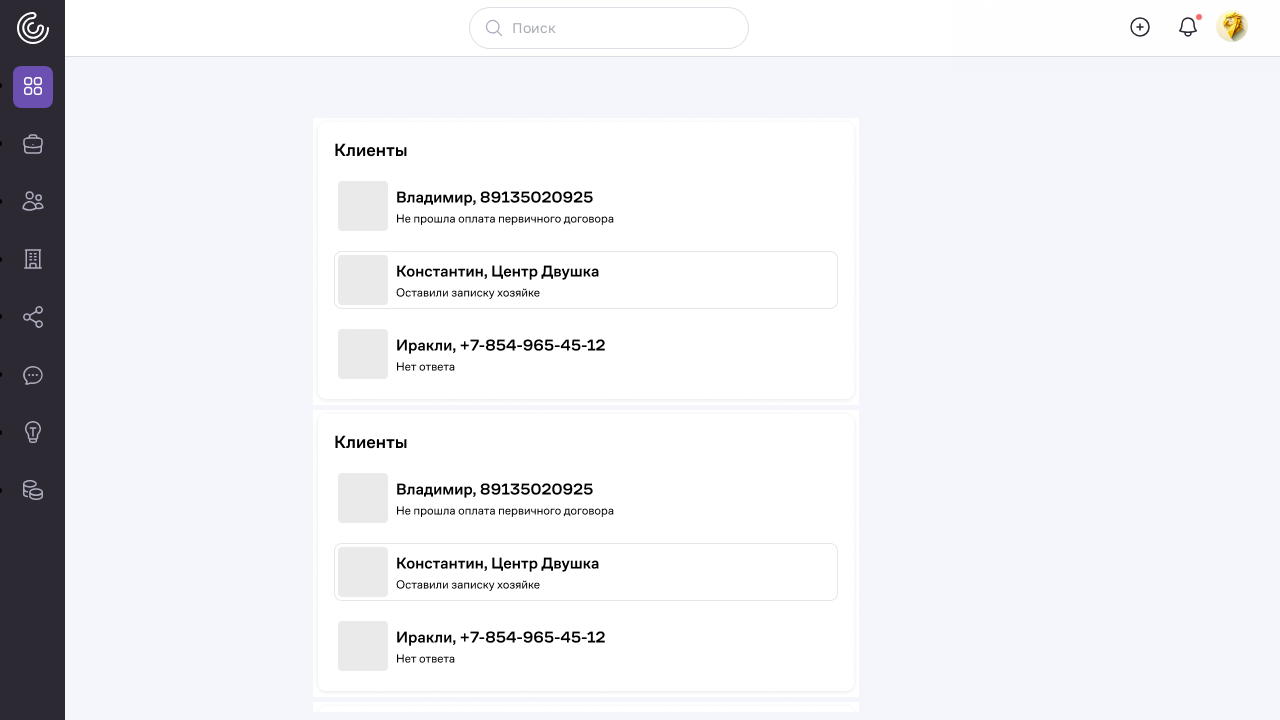 Поиск
Клиенты
Владимир, 89135020925
Не прошла оплата первичного договора
Константин, Центр Двушка
Оставили записку хозяйке
Иракли, +7-854-965-45-12
Нет ответа
Клиенты
Владимир, 89135020925
Не прошла оплата первичного договора
Константин, Центр Двушка
Оставили записку хозяйке
Иракли, +7-854-965-45-12
Нет ответа